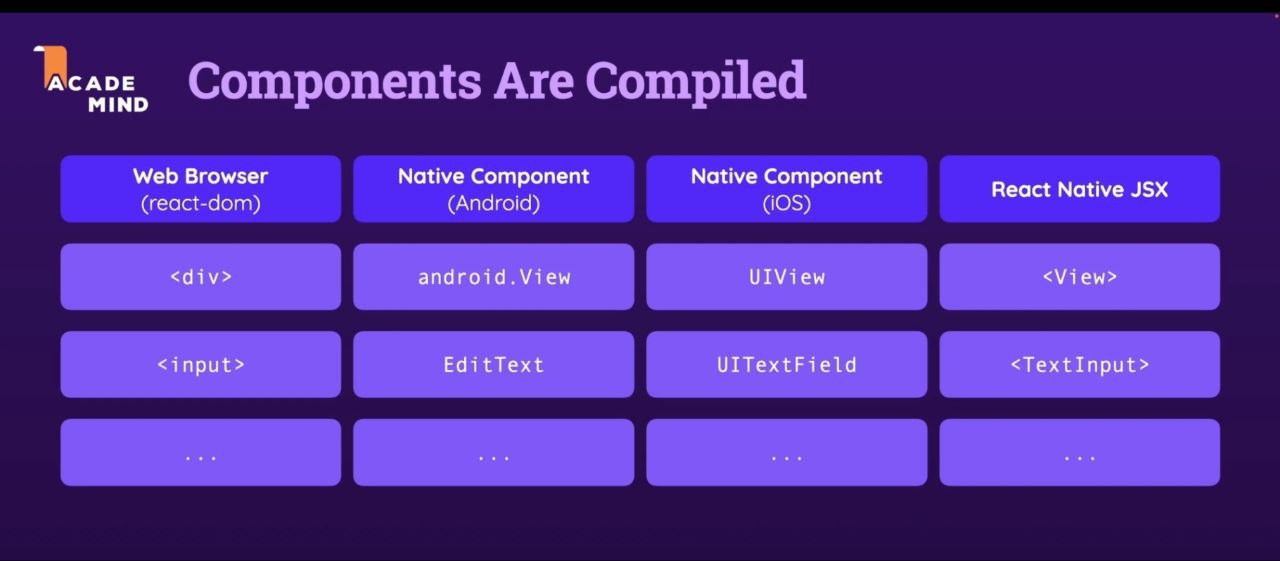 ACADE
MIND
Components Are Compiled
Web Browser
(react-dom)
Native Component
(Android)
Native Component
(iOS)
React Native JSX
<div>
android.View
UIView
<View>
<input>
EditText
UITextField
<TextInput>
...
...
...
...